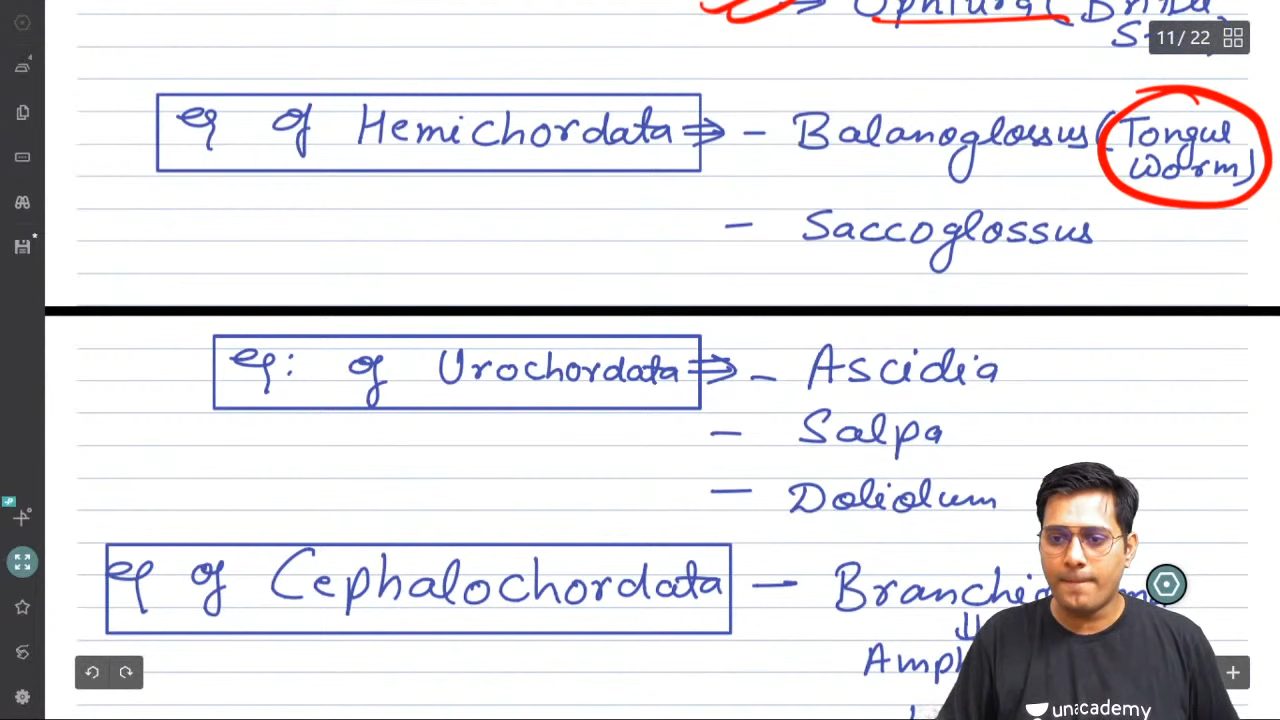 11 / 22
eg of Hemichordata ⇒ - Balanoglossus (Tongue
worm)
- Saccoglossus
eg: of Urochordata ⇒ - Ascidia
- Salpa
- Doliolum
eg of Cephalochordata -
unacademy